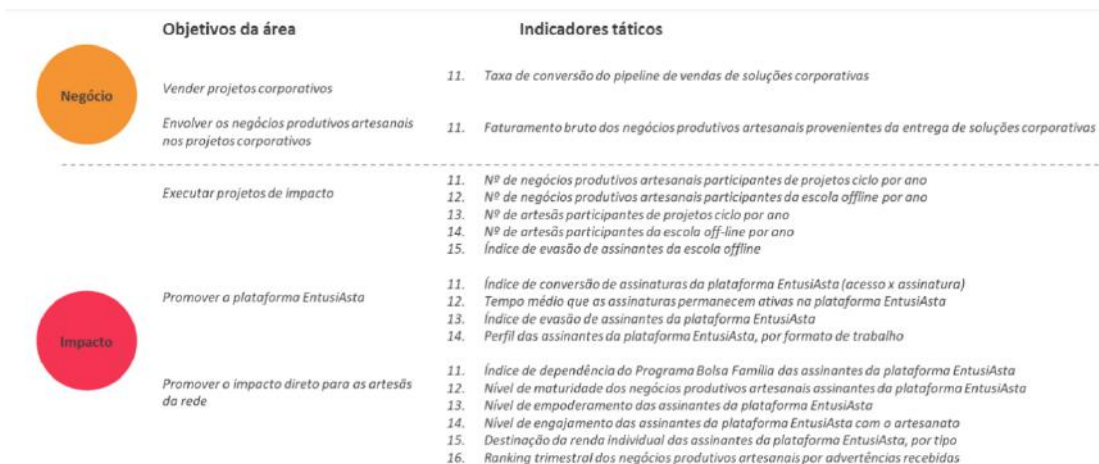 Objetivos da área
Indicadores táticos
Negócio
Vender projetos corporativos
11. Taxa de conversão do pipeline de vendas de soluções corporativas
Envolver os negócios produtivos artesanais
nos projetos corporativos
11. Faturamento bruto dos negócios produtivos artesanais provenientes da entrega de soluções corporativas
Impacto
Executar projetos de impacto
11. Nº de negócios produtivos artesanais participantes de projetos ciclo por ano
12. Nº de negócios produtivos artesanais participantes da escola offline por ano
13. Nº de artesãs participantes de projetos ciclo por ano
14. Nº de artesãs participantes da escola off-line por ano
15. Índice de evasão de assinantes da escola offline
Promover a plataforma EntusiAsta
11. Índice de conversão de assinaturas da plataforma EntusiAsta (acesso x assinatura)
12. Tempo médio que as assinaturas permanecem ativas na plataforma EntusiAsta
13. Índice de evasão de assinantes da plataforma EntusiAsta
14. Perfil das assinantes da plataforma EntusiAsta, por formato de trabalho
Promover o impacto direto para as artesãs
da rede
11. Índice de dependência do Programa Bolsa Família das assinantes da plataforma EntusiAsta
12. Nível de maturidade dos negócios produtivos artesanais assinantes da plataforma EntusiAsta
13. Nível de empoderamento das assinantes da plataforma EntusiAsta
14. Nível de engajamento das assinantes da plataforma EntusiAsta com o artesanato
15. Destinação da renda individual das assinantes da plataforma EntusiAsta, por tipo
16. Ranking trimestral dos negócios produtivos artesanais por advertências recebidas